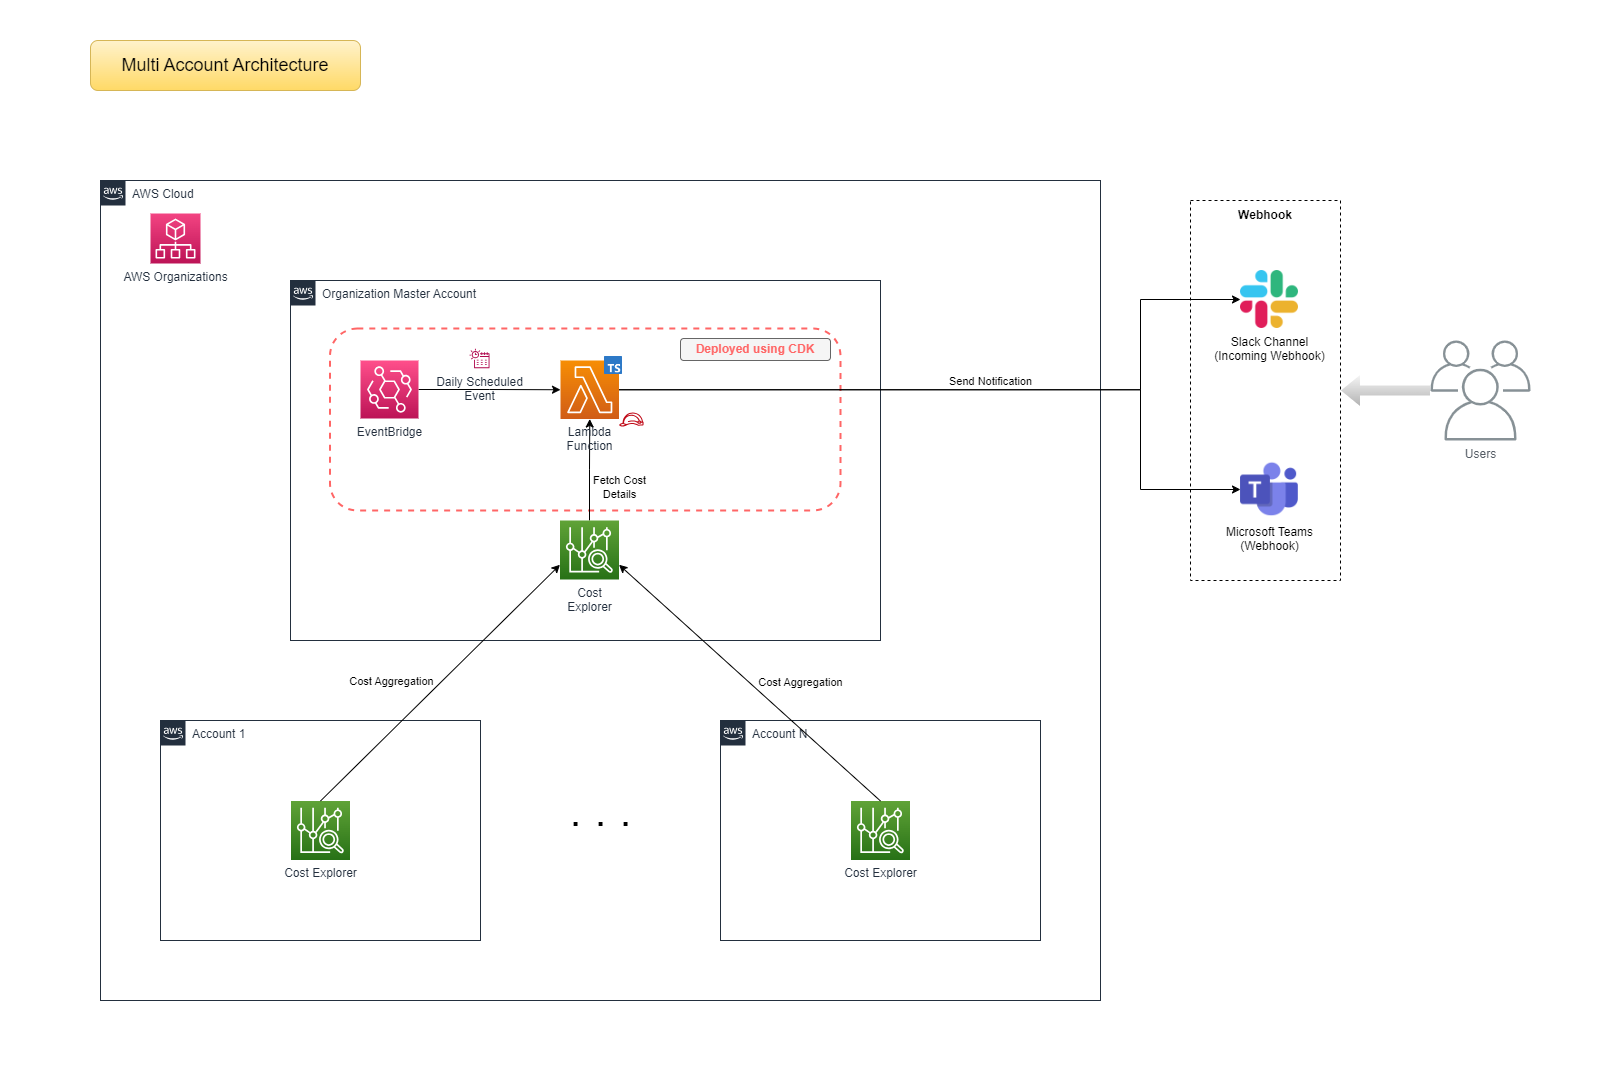 Multi Account Architecture
aws
AWS Cloud
AWS Organizations
aws
Organization Master Account
Deployed using CDK
Daily Scheduled
Event
EventBridge
TS
Lambda
Function
Fetch Cost
Details
Cost
Explorer
Send Notification
Webhook
Slack Channel
(Incoming Webhook)
T
Microsoft Teams
(Webhook)
Users
Cost Aggregation
Cost Aggregation
aws
Account 1
Cost Explorer
. . .
aws
Account N
Cost Explorer